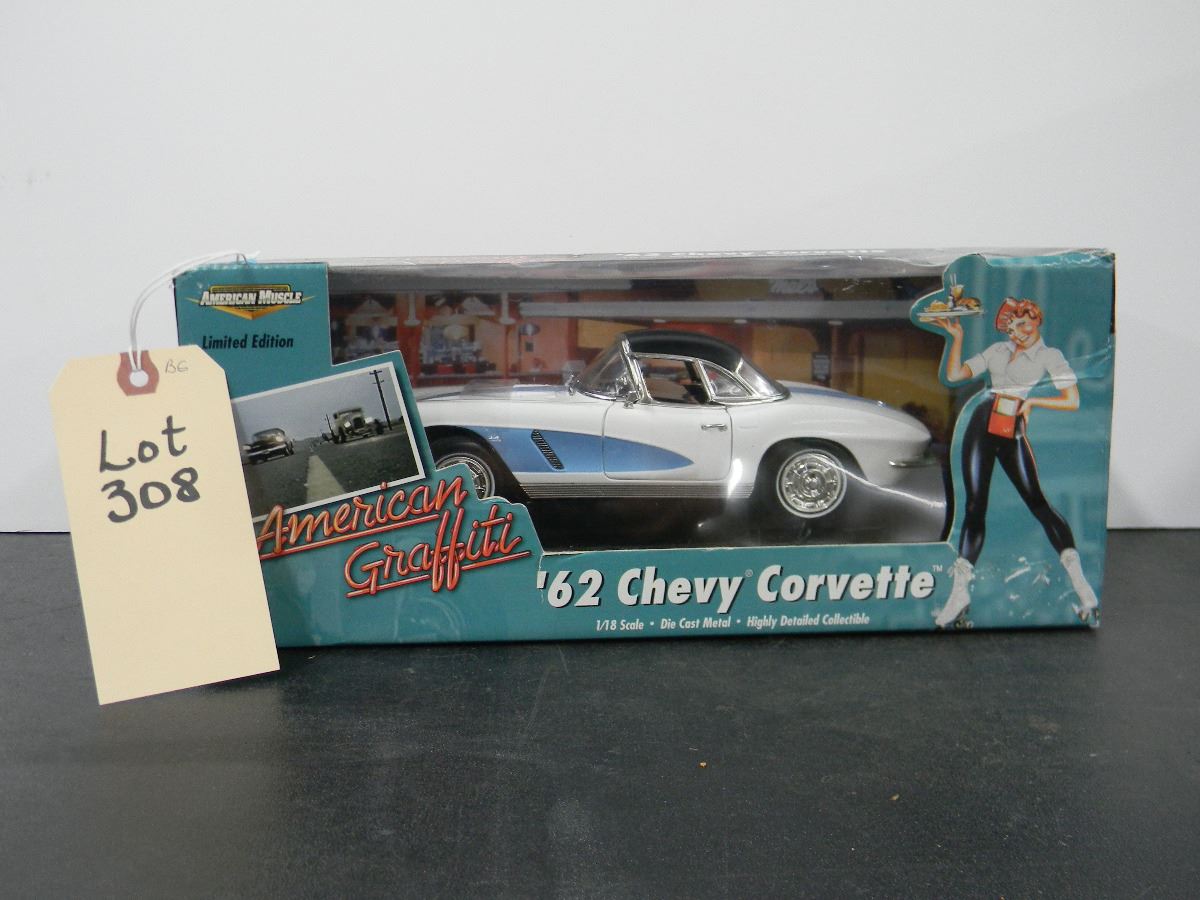 AMERICAN MUSCLE
Limited Edition
BG
Lot
308
American
Graffiti
'62 Chevy® Corvette™
1/18 Scale • Die Cast Metal • Highly Detailed Collectible